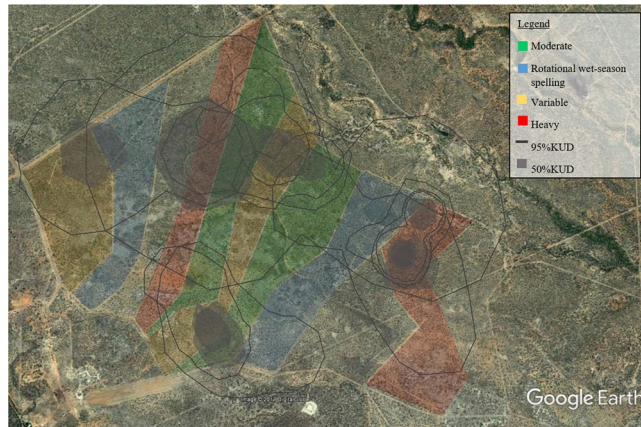 Legend
Moderate
Rotational wet-season
spelling
Variable
Heavy
95%KUD
50%KUD
Google Earth